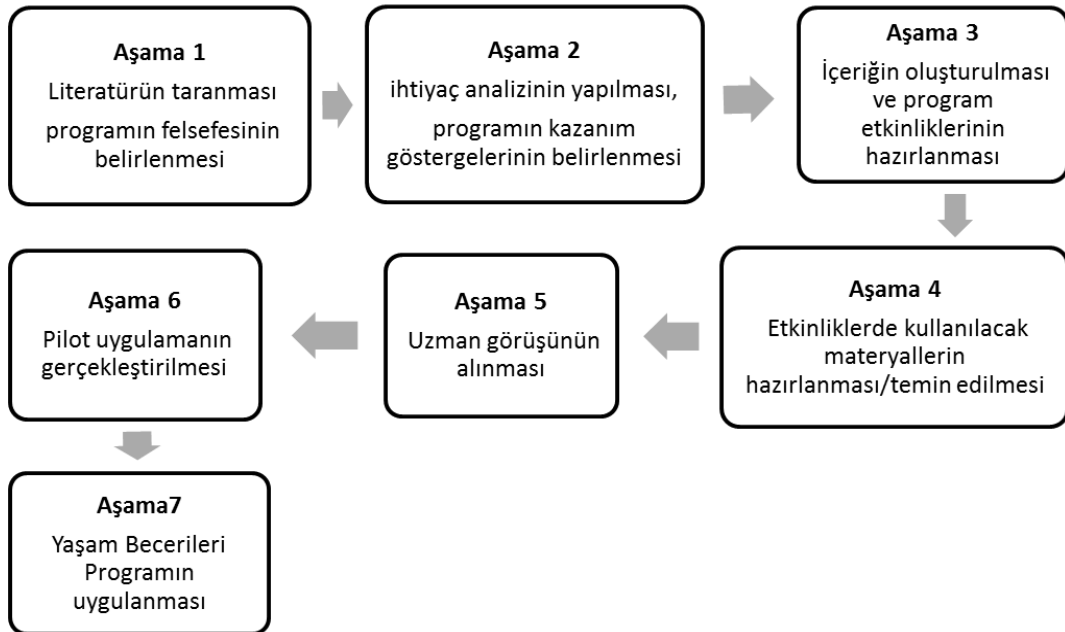 Aşama 1
Literatürün taranması
programın felsefesinin
belirlenmesi
Aşama 2
ihtiyaç analizinin yapılması,
programın kazanım
göstergelerinin belirlenmesi
Aşama 3
İçeriğin oluşturulması
ve program
etkinliklerinin
hazırlanması
Aşama 4
Etkinliklerde kullanılacak
materyallerin
hazırlanması/temin edilmesi
Aşama 5
Uzman görüşünün
alınması
Aşama 6
Pilot uygulamanın
gerçekleştirilmesi
Aşama7
Yaşam Becerileri
Programın
uygulanması